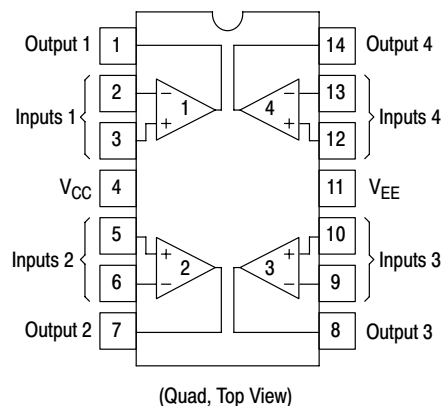 Output 1 1 14 Output 4
2 − − 13
Inputs 1 1 4 Inputs 4
3 + + 12
VCC 4 11 VEE
5 + + 10
Inputs 2 2 3 Inputs 3
6 − − 9
Output 2 7 8 Output 3
(Quad, Top View)